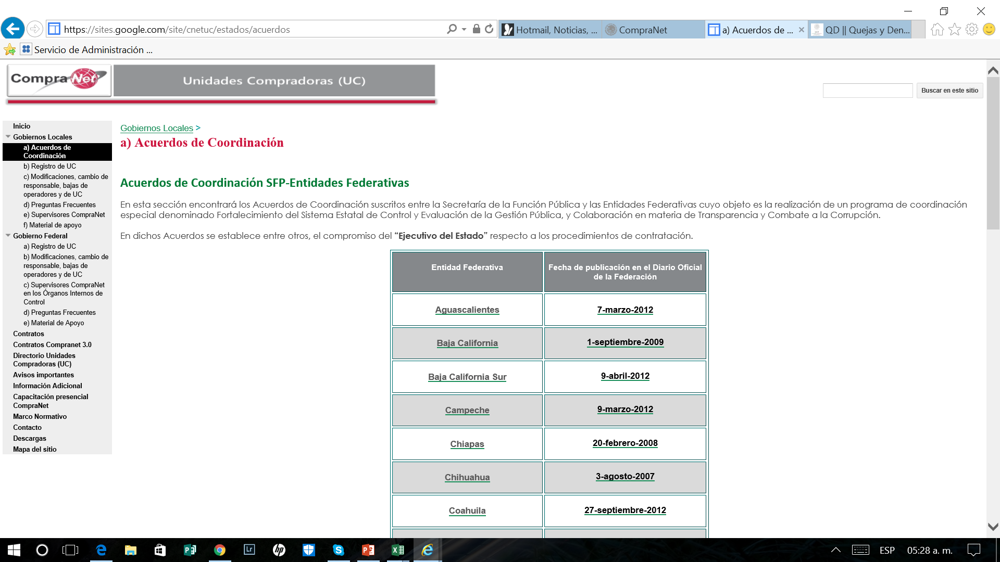 https://sites.google.com/site/cnetuc/estados/acuerdos
Hotmail, Noticias, ...
CompraNet
a) Acuerdos de ...
QD || Quejas y Den...
Servicio de Administración ...
CompraNet
Unidades Compradoras (UC)
Buscar en este sitio
Inicio
Gobiernos Locales
a) Acuerdos de
Coordinación
b) Registro de UC
c) Modificaciones, cambio de
responsable, bajas de
operadores y de UC
d) Preguntas Frecuentes
e) Supervisores CompraNet
f) Material de apoyo
Gobierno Federal
a) Registro de UC
b) Modificaciones, cambio de
responsable, bajas de
operadores y de UC
c) Supervisores CompraNet
en los Órganos Internos de
Control
d) Preguntas Frecuentes
e) Material de Apoyo
Contratos
Contratos Compranet 3.0
Directorio Unidades
Compradoras (UC)
Avisos importantes
Información Adicional
Capacitación presencial
CompraNet
Marco Normativo
Contacto
Descargas
Mapa del sitio
Gobiernos Locales >
a) Acuerdos de Coordinación
Acuerdos de Coordinación SFP-Entidades Federativas
En esta sección encontrará los Acuerdos de Coordinación suscritos entre la Secretaría de la Función Pública y las Entidades Federativas cuyo objeto es la realización de un programa de coordinación
especial denominado Fortalecimiento del Sistema Estatal de Control y Evaluación de la Gestión Pública, y Colaboración en materia de Transparencia y Combate a la Corrupción.
En dichos Acuerdos se establece entre otros, el compromiso del “Ejecutivo del Estado” respecto a los procedimientos de contratación.
Entidad Federativa
Fecha de publicación en el Diario Oficial
de la Federación
Aguascalientes
7-marzo-2012
Baja California
1-septiembre-2009
Baja California Sur
9-abril-2012
Campeche
9-marzo-2012
Chiapas
20-febrero-2008
Chihuahua
3-agosto-2007
Coahuila
27-septiembre-2012
Lr
hp
ESP
05:28 a. m.